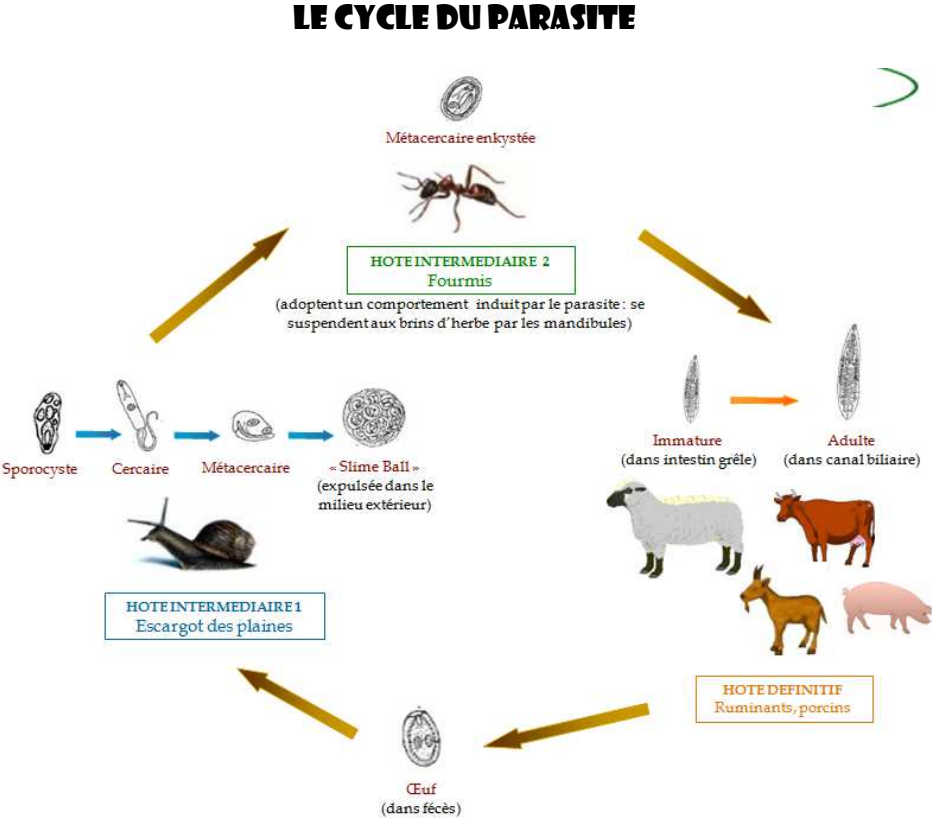 LE CYCLE DU PARASITE
Métacercaire enkystée
HOTE INTERMEDIAIRE 2
Fourmis
(adoptent un comportement induit par le parasite : se
suspendent aux brins d’herbe par les mandibules)
Sporocyste
Cercaire
Métacercaire
« Slime Ball »
(expulsée dans le
milieu extérieur)
Immature
(dans intestin grêle)
Adulte
(dans canal biliaire)
HOTE INTERMEDIAIRE 1
Escargot des plaines
HOTE DEFINITIF
Ruminants, porcins
Œuf
(dans fécès)